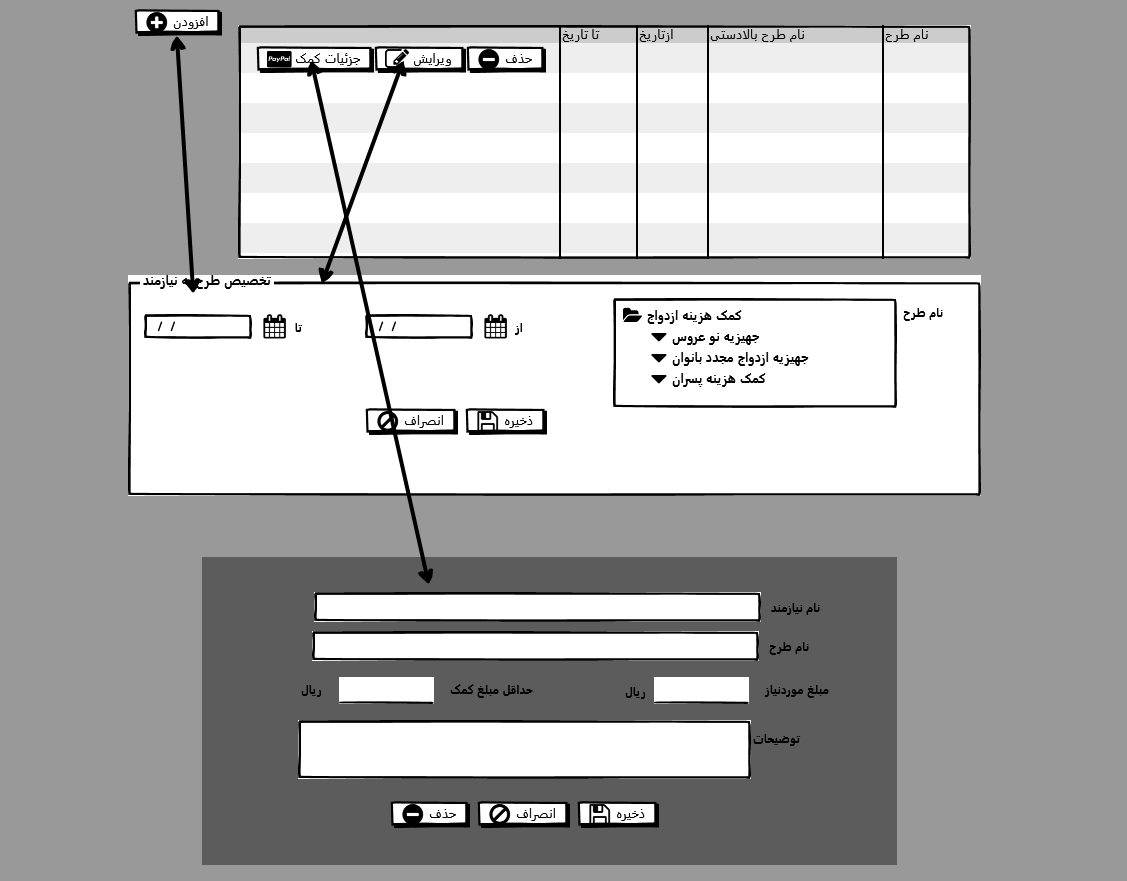 افزودن
نام طرح
نام طرح بالادستی
ازتاریخ
تا تاریخ
حذف
ویرایش
جزئیات کمک
PayPal
تخصیص طرح به نیازمند
نام طرح
کمک هزینه ازدواج
جهیزیه نو عروس
جهیزیه ازدواج مجدد بانوان
کمک هزینه پسران
از
/ /
تا
/ /
ذخیره
انصراف
نام نیازمند
نام طرح
مبلغ موردنیاز
ریال
حداقل مبلغ کمک
ریال
توضیحات
ذخیره
انصراف
حذف